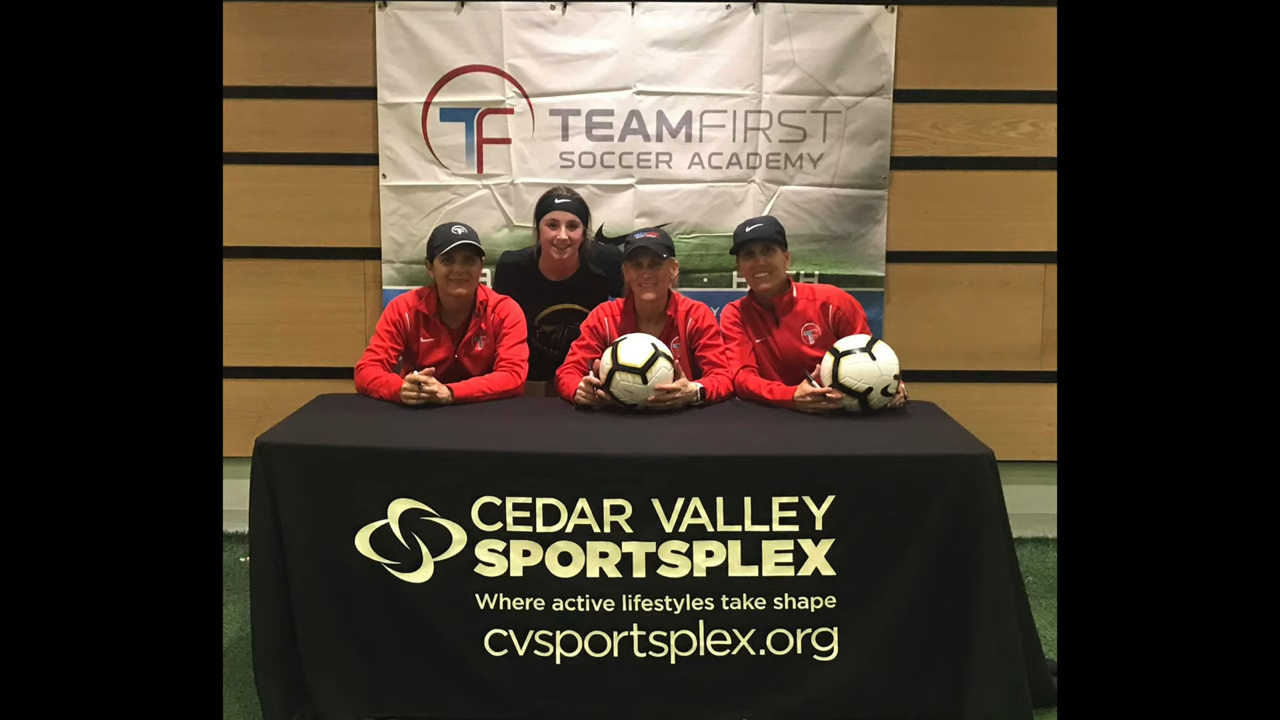 TF
TEAMFIRST
SOCCER ACADEMY
CEDAR VALLEY
SPORTSPLEX
Where active lifestyles take shape
cvsportsplex.org